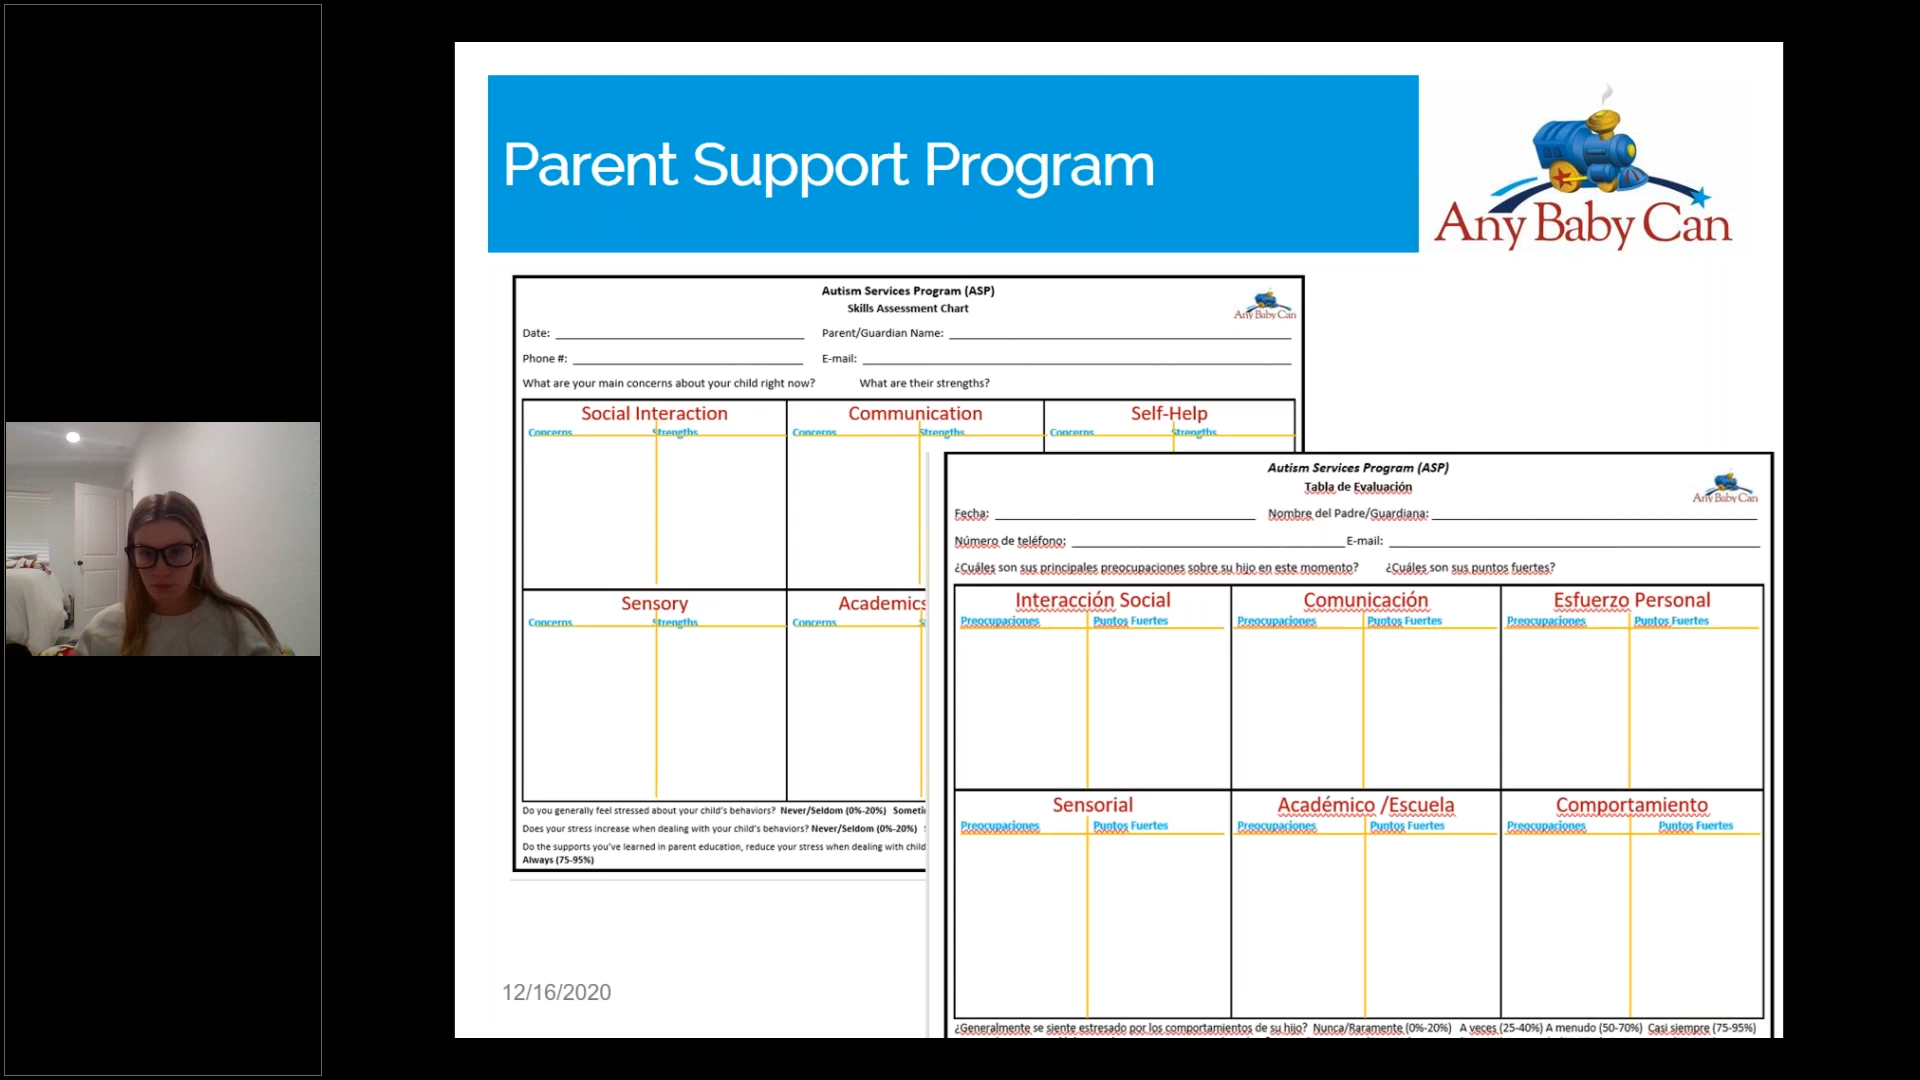 Parent Support Program
Any Baby Can
Autism Services Program (ASP)
Skills Assessment Chart
Any Baby Can
Date: Parent/Guardian Name:
Phone #: E-mail:
What are your main concerns about your child right now? What are their strengths?
Social Interaction Communication Self-Help
Concerns Strengths Concerns Strengths Concerns Strengths
Sensory Academics
Concerns Strengths Concerns
Do you generally feel stressed about your child's behaviors? Never/Seldom (0%-20%)
Does your stress increase when dealing with your child's behaviors? Never/Seldom (0%-20%)
Do the supports you've learned in parent education, reduce your stress when dealing with child
Always (75-95%)
Autism Services Program (ASP)
Tabla de Evaluación
Any Baby Can
Fecha: Nombre del Padre/Guardiana:
Número de teléfono: E-mail:
¿Cuáles son sus principales preocupaciones sobre su hijo en este momento? ¿Cuáles son sus puntos fuertes?
Interacción Social Comunicación Esfuerzo Personal
Preocupaciones Puntos Fuertes Preocupaciones Puntos Fuertes Preocupaciones Puntos Fuertes
Sensorial Académico /Escuela Comportamiento
Preocupaciones Puntos Fuertes Preocupaciones Puntos Fuertes Preocupaciones Puntos Fuertes
¿Generalmente se siente estresado por los comportamientos de su hijo? Nunca/Raramente (0%-20%) A veces (25-40%) A menudo (50-70%) Casi siempre (75-95%)
12/16/2020